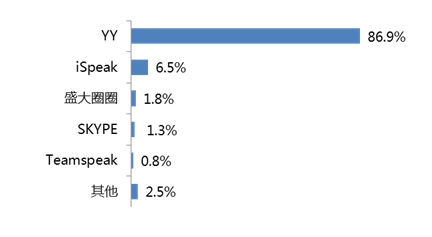 YY 86.9%
iSpeak 6.5%
盛大圈圈 1.8%
SKYPE 1.3%
Teamspeak 0.8%
其他 2.5%